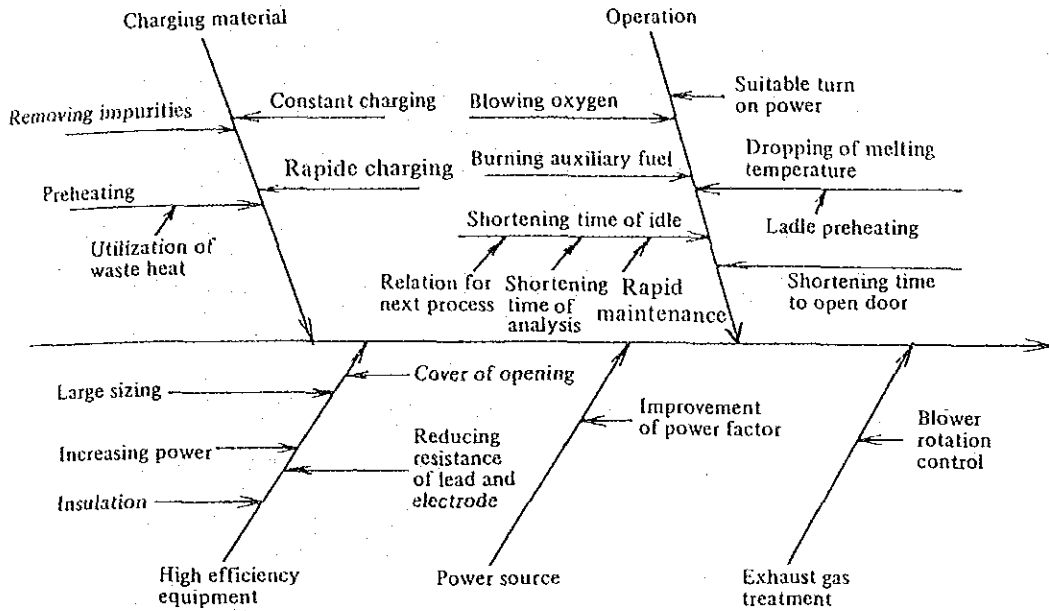 Charging material
Operation
Removing impurities
Constant charging
Rapide charging
Preheating
Utilization of
waste heat
Blowing oxygen
Suitable turn
on power
Burning auxiliary fuel
Dropping of melting
temperature
Ladle preheating
Shortening time of idle
Relation for
next process
Shortening
time of
analysis
Rapid
maintenance
Shortening time
to open door
Large sizing
Cover of opening
Increasing power
Reducing
resistance
of lead and
electrode
Insulation
High efficiency
equipment
Improvement
of power factor
Power source
Blower
rotation
control
Exhaust gas
treatment